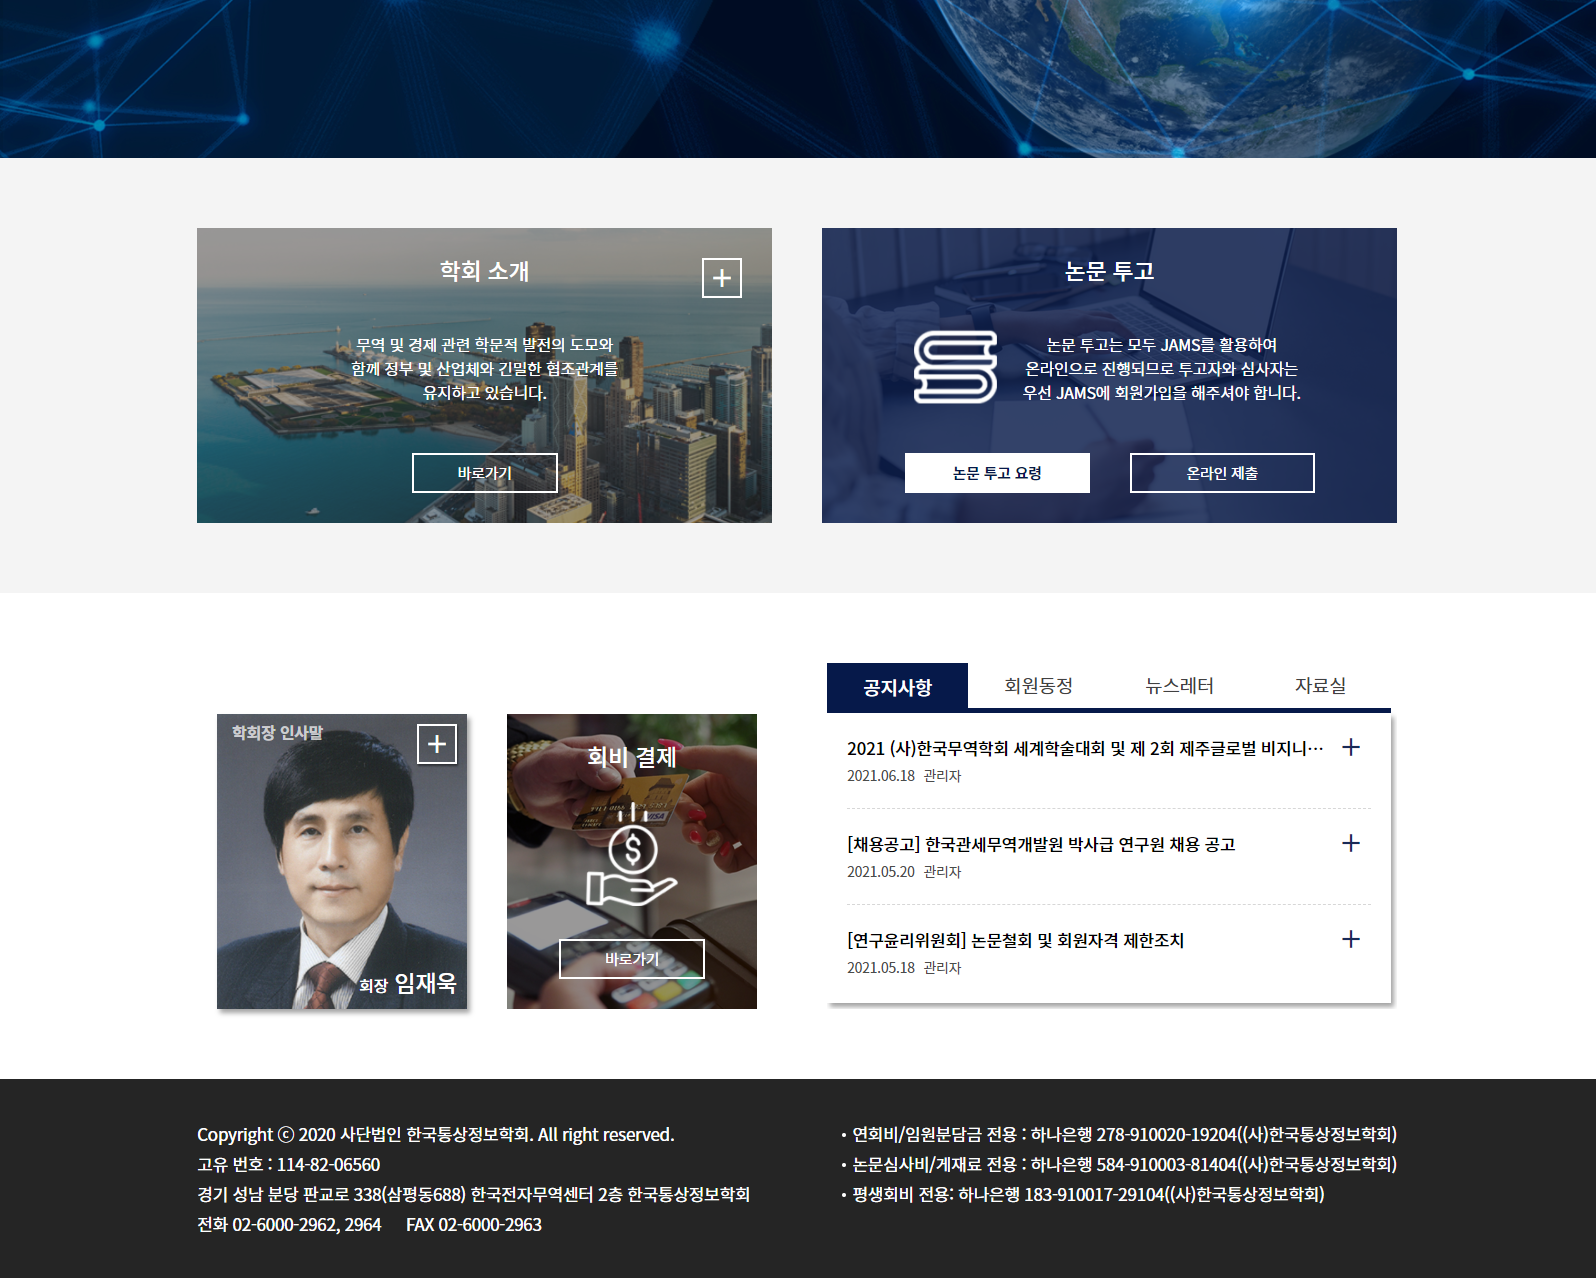 학회 소개
무역 및 경제 관련 학문적 발전의 도모와
함께 정부 및 산업체와 긴밀한 협조관계를
유지하고 있습니다.
바로가기
논문 투고
논문 투고는 모두 JAMS를 활용하여
온라인으로 진행되므로 투고자와 심사자는
우선 JAMS에 회원가입을 해주셔야 합니다.
논문 투고 요령
온라인 제출
학회장 인사말
회장 임재욱
회비 결제
VISA
바로가기
공지사항
회원동정
뉴스레터
자료실
2021 (사)한국무역학회 세계학술대회 및 제 2회 제주글로벌 비지니…
2021.06.18 관리자
[채용공고] 한국관세무역개발원 박사급 연구원 채용 공고
2021.05.20 관리자
[연구윤리위원회] 논문철회 및 회원자격 제한조치
2021.05.18 관리자
Copyright ⓒ 2020 사단법인 한국통상정보학회. All right reserved.
고유 번호 : 114-82-06560
경기 성남 분당 판교로 338(삼평동688) 한국전자무역센터 2층 한국통상정보학회
전화 02-6000-2962, 2964 FAX 02-6000-2963
• 연회비/임원분담금 전용 : 하나은행 278-910020-19204((사)한국통상정보학회)
• 논문심사비/게재료 전용 : 하나은행 584-910003-81404((사)한국통상정보학회)
• 평생회비 전용: 하나은행 183-910017-29104((사)한국통상정보학회)